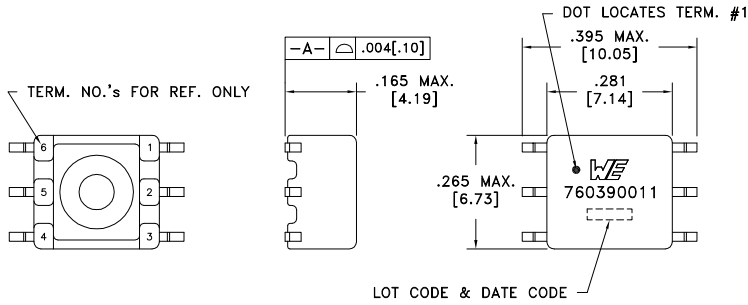 DOT LOCATES TERM. #1
.395 MAX.
[10.05]
-A- .004[.10]
.165 MAX.
[4.19]
.281
[7.14]
TERM. NO.'s FOR REF. ONLY
6 1
5 2
4 3
.265 MAX.
[6.73]
WE
760390011
LOT CODE & DATE CODE